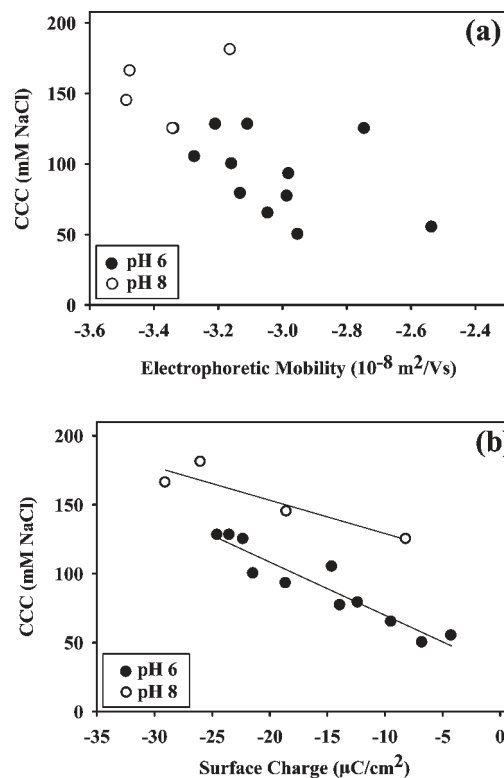 (a)
200
150
100
50
0
CCC (mM NaCl)
pH 6
pH 8
-3.6 -3.4 -3.2 -3.0 -2.8 -2.6 -2.4
Electrophoretic Mobility (10⁻⁸ m²/Vs)
(b)
200
150
100
50
0
CCC (mM NaCl)
pH 6
pH 8
-35 -30 -25 -20 -15 -10 -5 0
Surface Charge (μC/cm²)